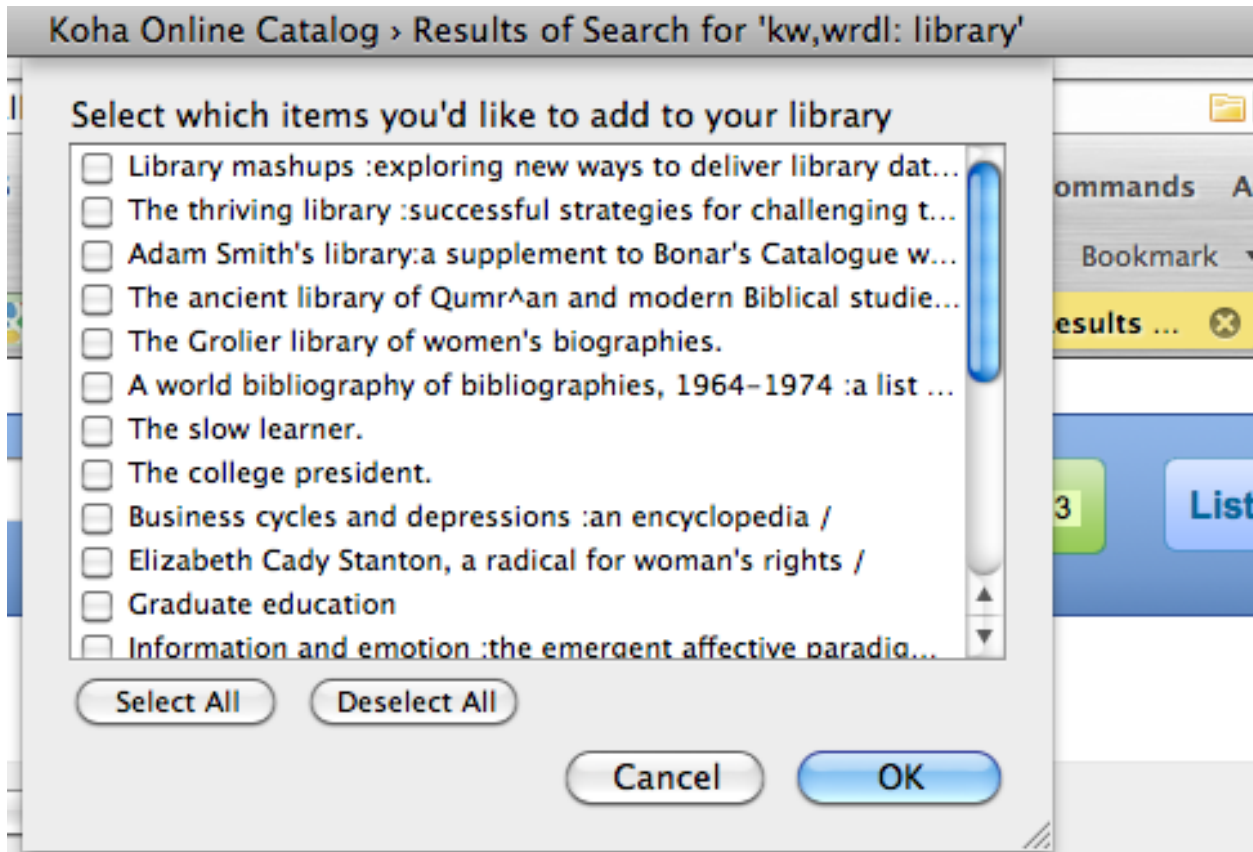 Koha Online Catalog › Results of Search for 'kw,wrdl: library'
Select which items you'd like to add to your library
Library mashups :exploring new ways to deliver library dat...
The thriving library :successful strategies for challenging t...
Adam Smith's library:a supplement to Bonar's Catalogue w...
The ancient library of Qumr^an and modern Biblical studie...
The Grolier library of women's biographies.
A world bibliography of bibliographies, 1964-1974 :a list ...
The slow learner.
The college president.
Business cycles and depressions :an encyclopedia /
Elizabeth Cady Stanton, a radical for woman's rights /
Graduate education
Information and emotion :the emergent affective paradig...
Select All Deselect All
Cancel OK
ommands A
Bookmark
esults ...
3 List